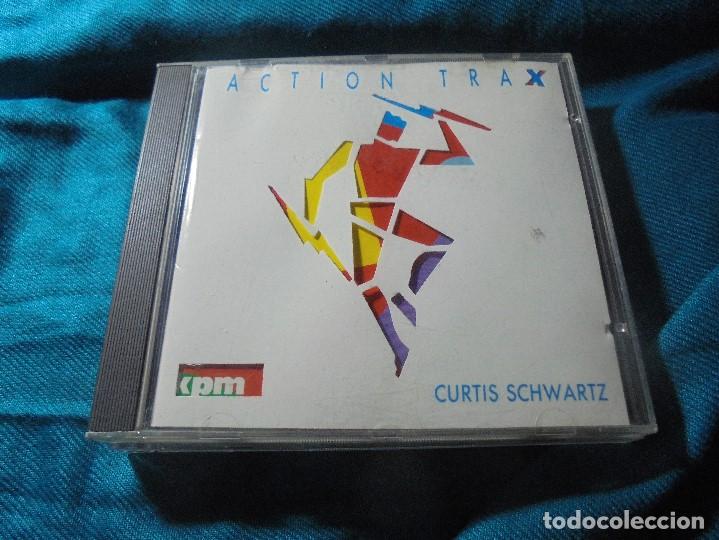 ACTION TRAX
kpm
CURTIS SCHWARTZ
todocoleccion